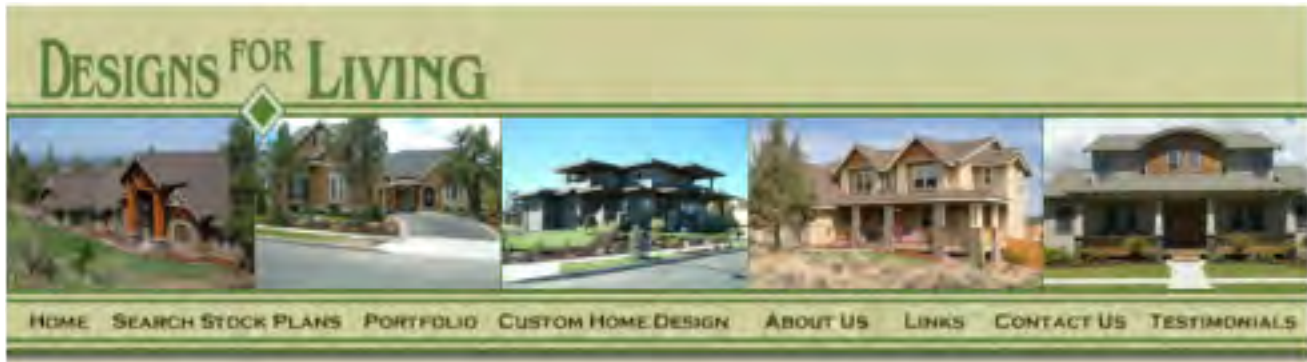 DESIGNS FOR LIVING
HOME SEARCH STOCK PLANS PORTFOLIO CUSTOM HOME DESIGN ABOUT US LINKS CONTACT US TESTIMONIALS